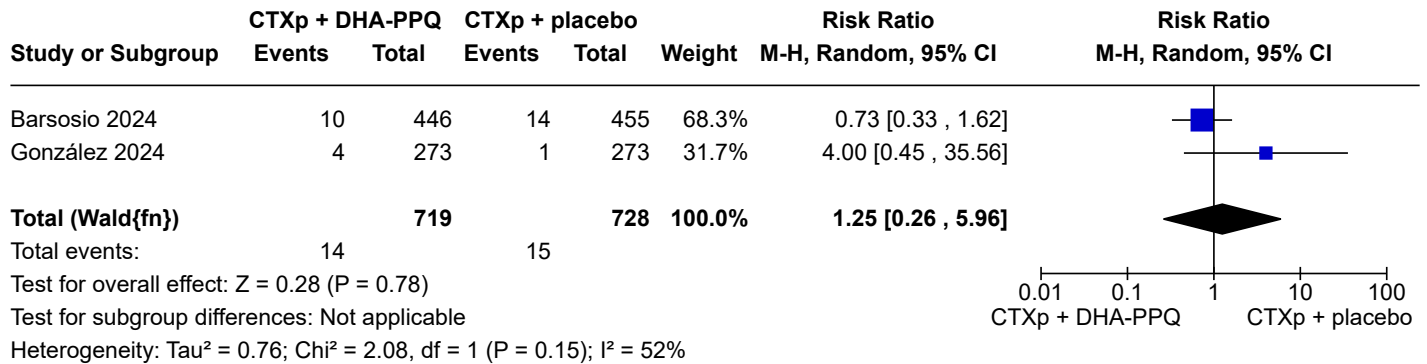 CTXp + DHA-PPQ CTXp + placebo Risk Ratio Risk Ratio
Study or Subgroup Events Total Events Total Weight M-H, Random, 95% CI M-H, Random, 95% CI
Barsosio 2024 10 446 14 455 68.3% 0.73 [0.33 , 1.62]
González 2024 4 273 1 273 31.7% 4.00 [0.45 , 35.56]
Total (Wald{fn}) 719 728 100.0% 1.25 [0.26 , 5.96]
Total events: 14 15
Test for overall effect: Z = 0.28 (P = 0.78)
Test for subgroup differences: Not applicable
Heterogeneity: Tau² = 0.76; Chi² = 2.08, df = 1 (P = 0.15); I² = 52%
0.01 0.1 1 10 100
CTXp + DHA-PPQ CTXp + placebo